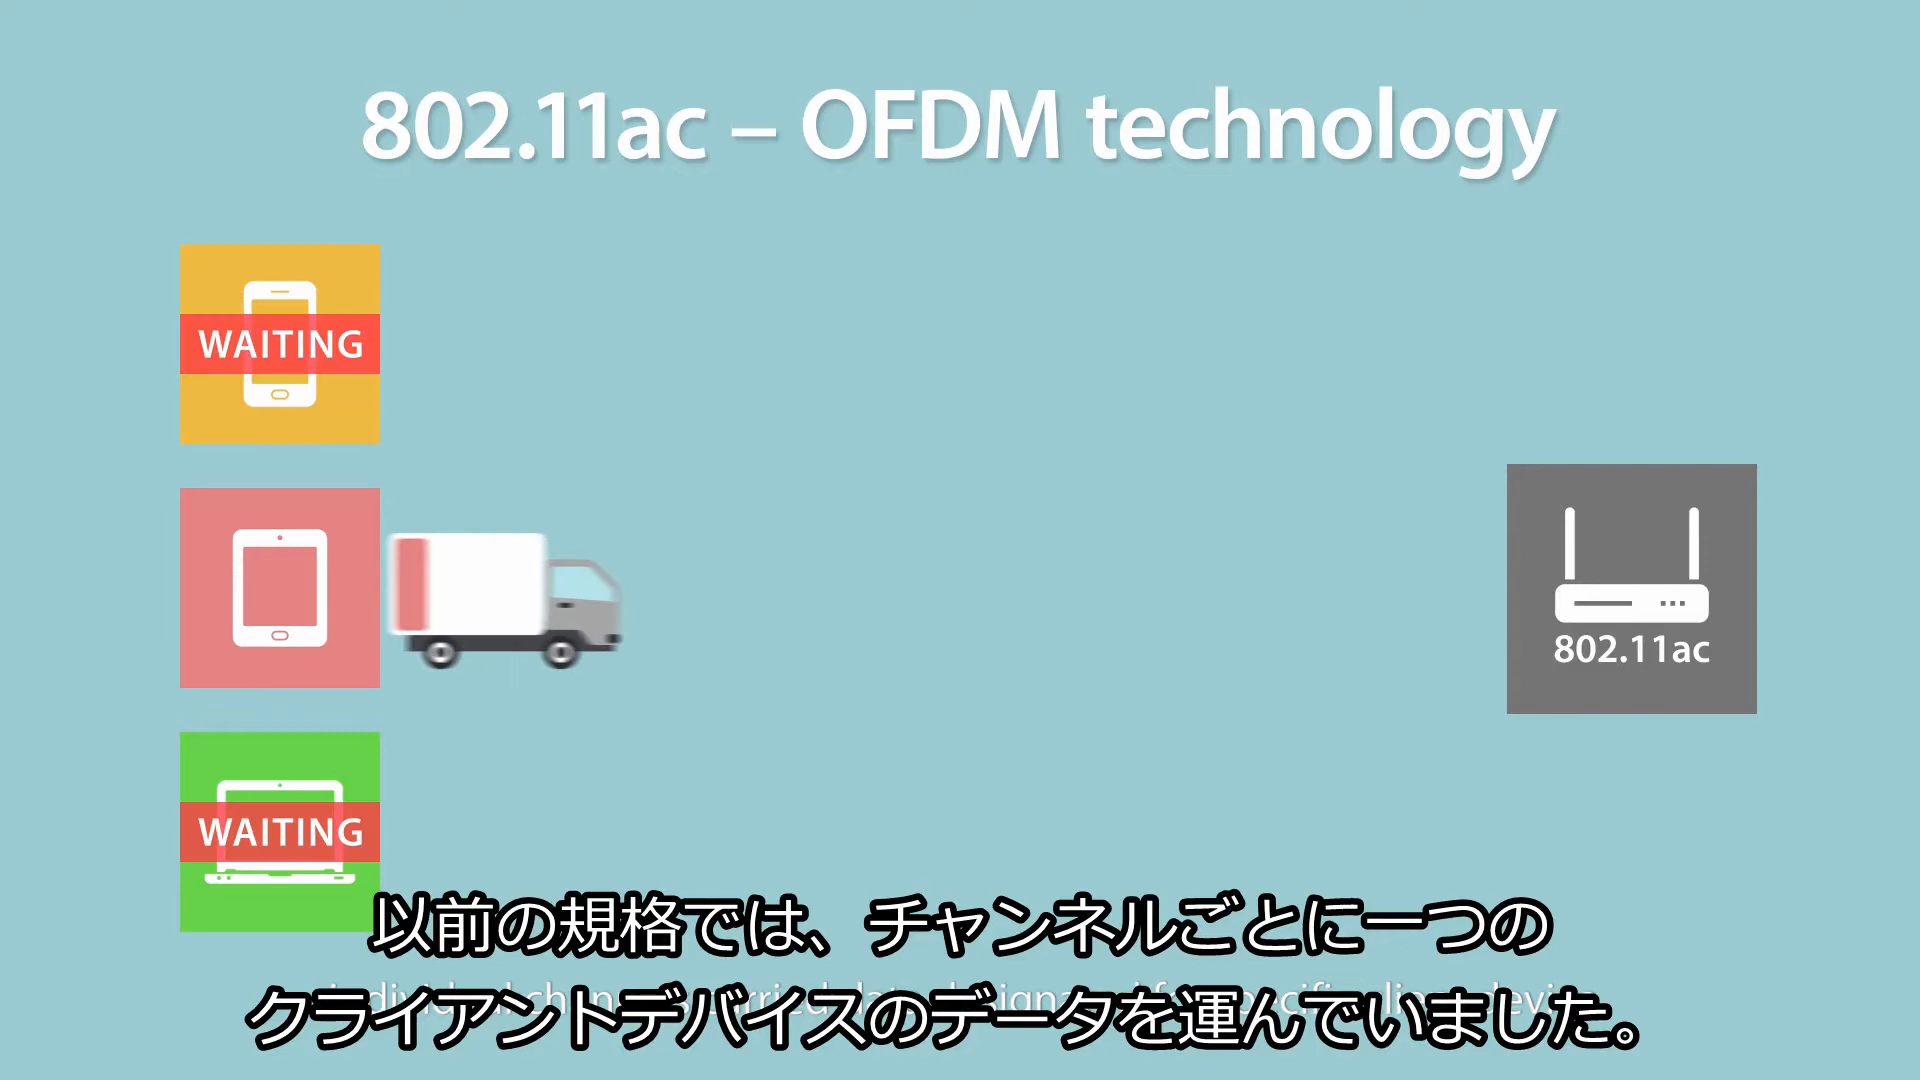 802.11ac – OFDM technology
WAITING
802.11ac
WAITING
以前の規格では、チャンネルごとに一つの
クライアントデバイスのデータを運んでいました。